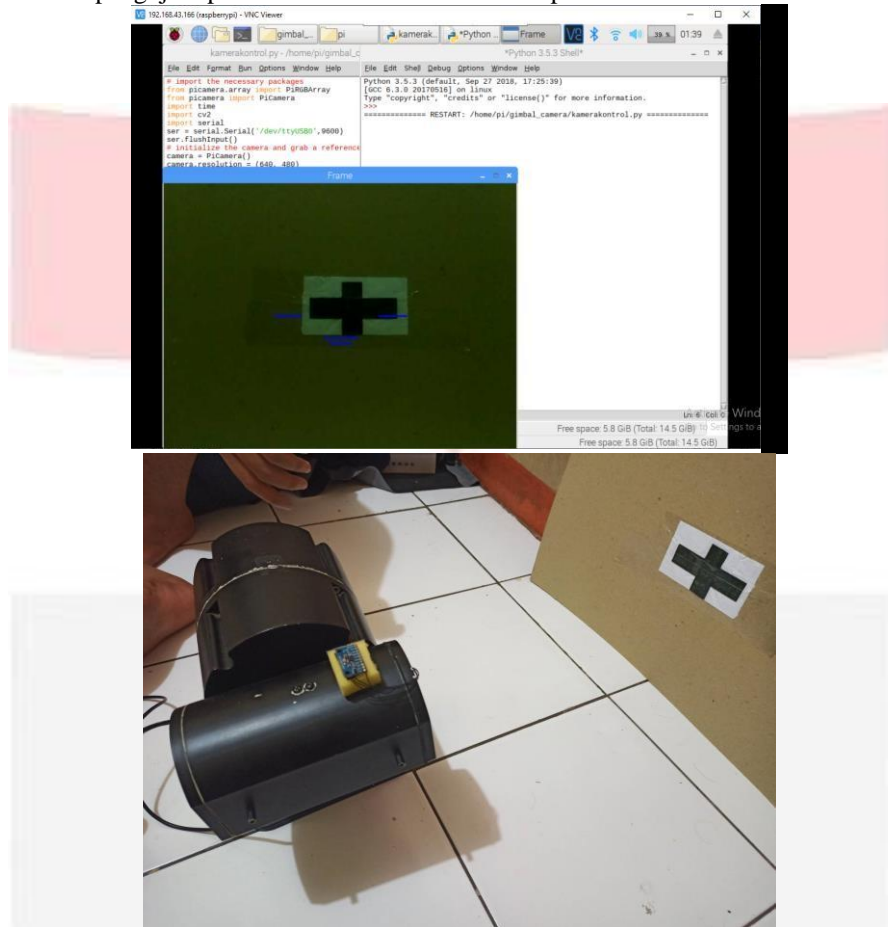 192.168.43.166 (raspberrypi) - VNC Viewer
gimbal_... pi kamerak... *Python ... Frame 01:39
kamerakontrol.py - /home/pi/gimbal_c
*Python 3.5.3 Shell*
File Edit Format Run Options Window Help
File Edit Shell Debug Options Window Help
# import the necessary packages
from picamera.array import PiRGBArray
from picamera import PiCamera
import time
import cv2
import serial
ser = serial.Serial('/dev/ttyUSB0',9600)
ser.flushInput()
# initialize the camera and grab a reference
camera = PiCamera()
camera.resolution = (640, 480)
Python 3.5.3 (default, Sep 27 2018, 17:25:39)
[GCC 6.3.0 20170516] on linux
Type "copyright", "credits" or "license()" for more information.
>>>
============== RESTART: /home/pi/gimbal_camera/kamerakontrol.py ==============
Frame
Wind
Free space: 5.8 GiB (Total: 14.5 GiB)
Free space: 5.8 GiB (Total: 14.5 GiB)